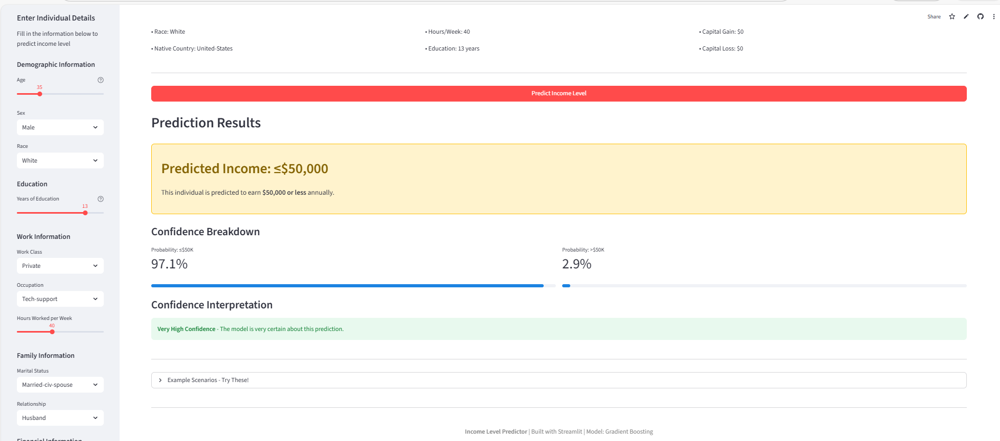 Enter Individual Details
Fill in the information below to
predict income level
Demographic Information
Age
35
Sex
Male
Race
White
Education
Years of Education
13
Work Information
Work Class
Private
Occupation
Tech-support
Hours Worked per Week
40
Family Information
Marital Status
Married-civ-spouse
Relationship
Husband
Financial Information
Share
• Race: White
• Hours/Week: 40
• Capital Gain: $0
• Native Country: United-States
• Education: 13 years
• Capital Loss: $0
Predict Income Level
Prediction Results
Predicted Income: ≤$50,000
This individual is predicted to earn $50,000 or less annually.
Confidence Breakdown
Probability: ≤$50K
97.1%
Probability: >$50K
2.9%
Confidence Interpretation
Very High Confidence - The model is very certain about this prediction.
Example Scenarios - Try These!
Income Level Predictor | Built with Streamlit | Model: Gradient Boosting